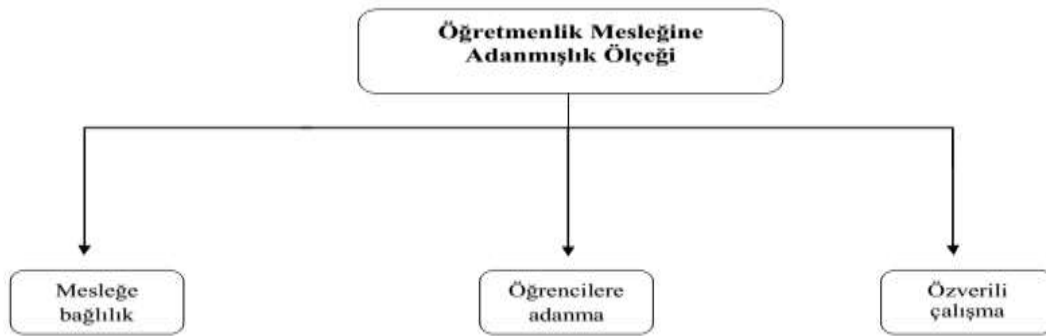 Öğretmenlik Mesleğine
Adanmışlık Ölçeği
Mesleğe
bağlılık
Öğrencilere
adanma
Özverili
çalışma